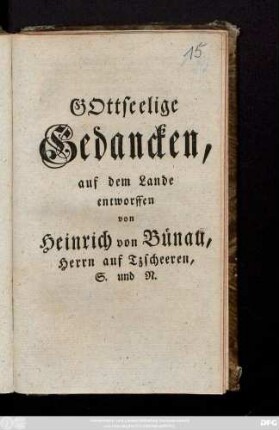 15
GOttseelige
Gedancken,
auf dem Lande
entworffen
von
Heinrich von Bünau,
Herrn auf Tzscheeren,
S. und N.